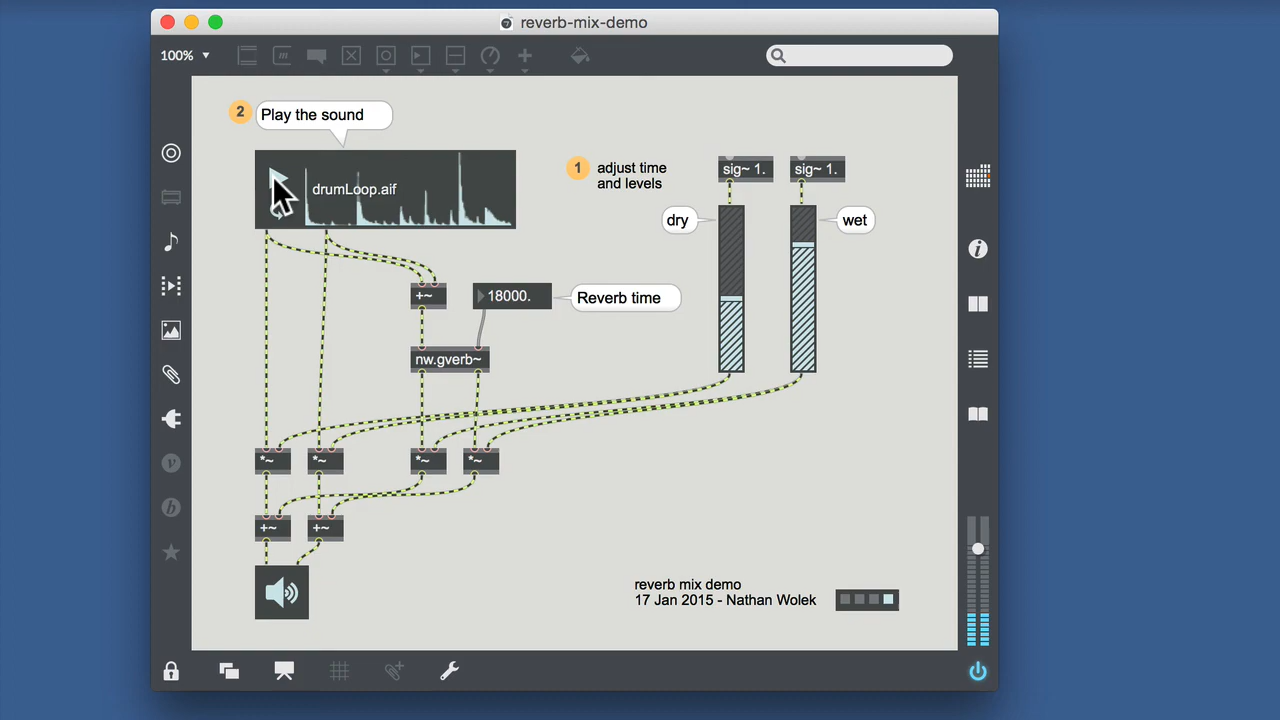 reverb-mix-demo
100%
2
Play the sound
drumLoop.aif
1
adjust time
and levels
sig~ 1.
sig~ 1.
dry
wet
+~
18000.
Reverb time
nw.gverb~
*~
*~
*~
*~
+~
+~
reverb mix demo
17 Jan 2015 - Nathan Wolek